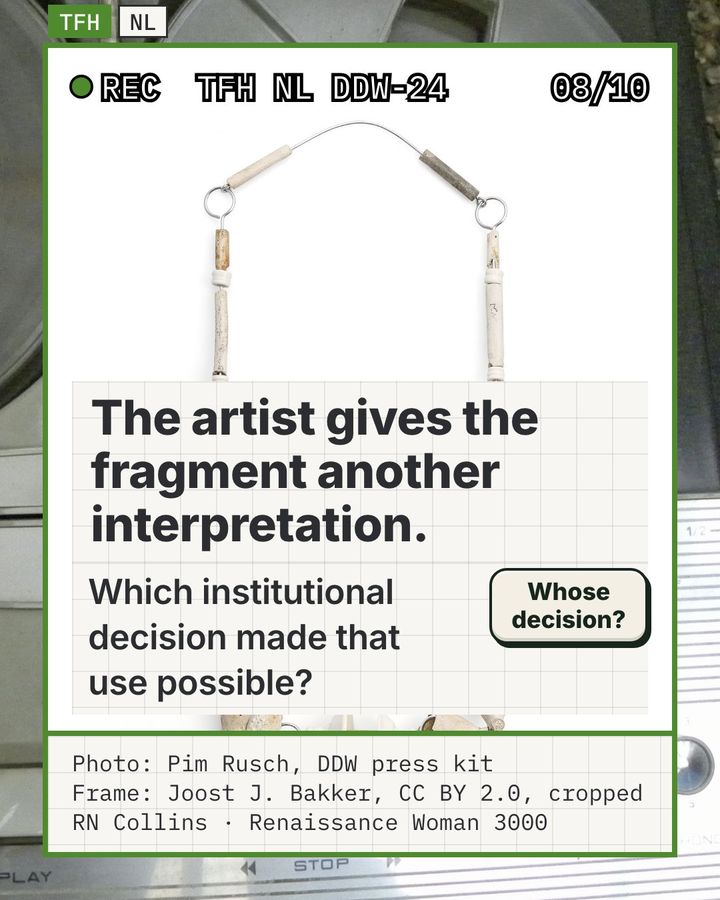 TFH NL
REC TFH NL DDW-24 08/10
The artist gives the
fragment another
interpretation.
Which institutional
decision made that
use possible?
Whose
decision?
Photo: Pim Rusch, DDW press kit
Frame: Joost J. Bakker, CC BY 2.0, cropped
RN Collins · Renaissance Woman 3000
1/2
PLAY
STOP